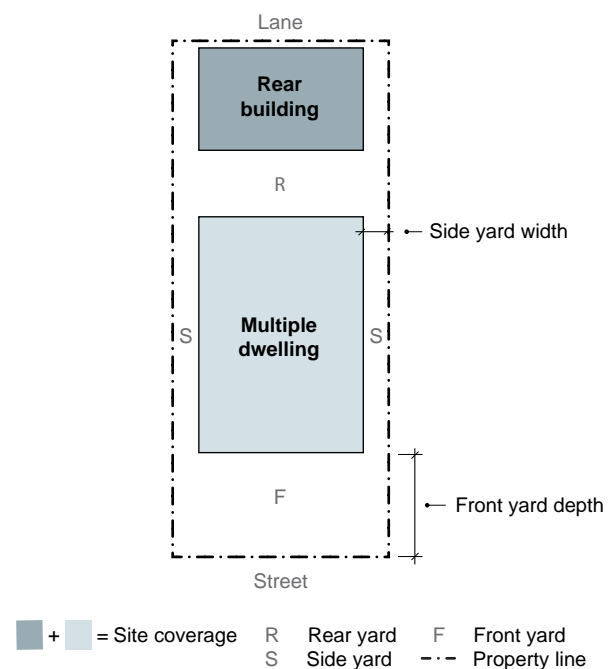 Lane
Rear
building
R
Side yard width
S
Multiple
dwelling
S
F
Front yard depth
Street
+ = Site coverage R Rear yard F Front yard
S Side yard Property line